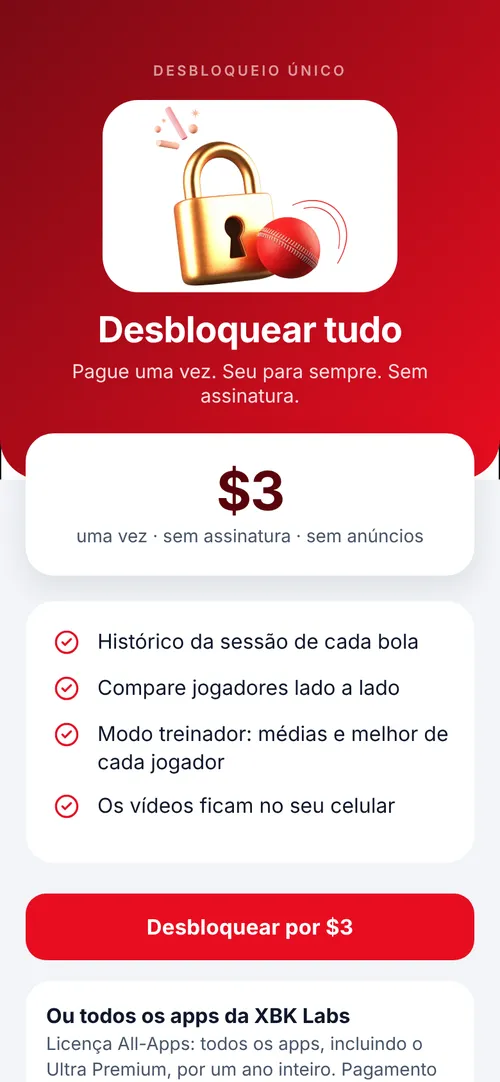 DESBLOQUEIO ÚNICO
Desbloquear tudo
Pague uma vez. Seu para sempre. Sem
assinatura.
$3
uma vez · sem assinatura · sem anúncios
Histórico da sessão de cada bola
Compare jogadores lado a lado
Modo treinador: médias e melhor de
cada jogador
Os vídeos ficam no seu celular
Desbloquear por $3
Ou todos os apps da XBK Labs
Licença All-Apps: todos os apps, incluindo o
Ultra Premium, por um ano inteiro. Pagamento